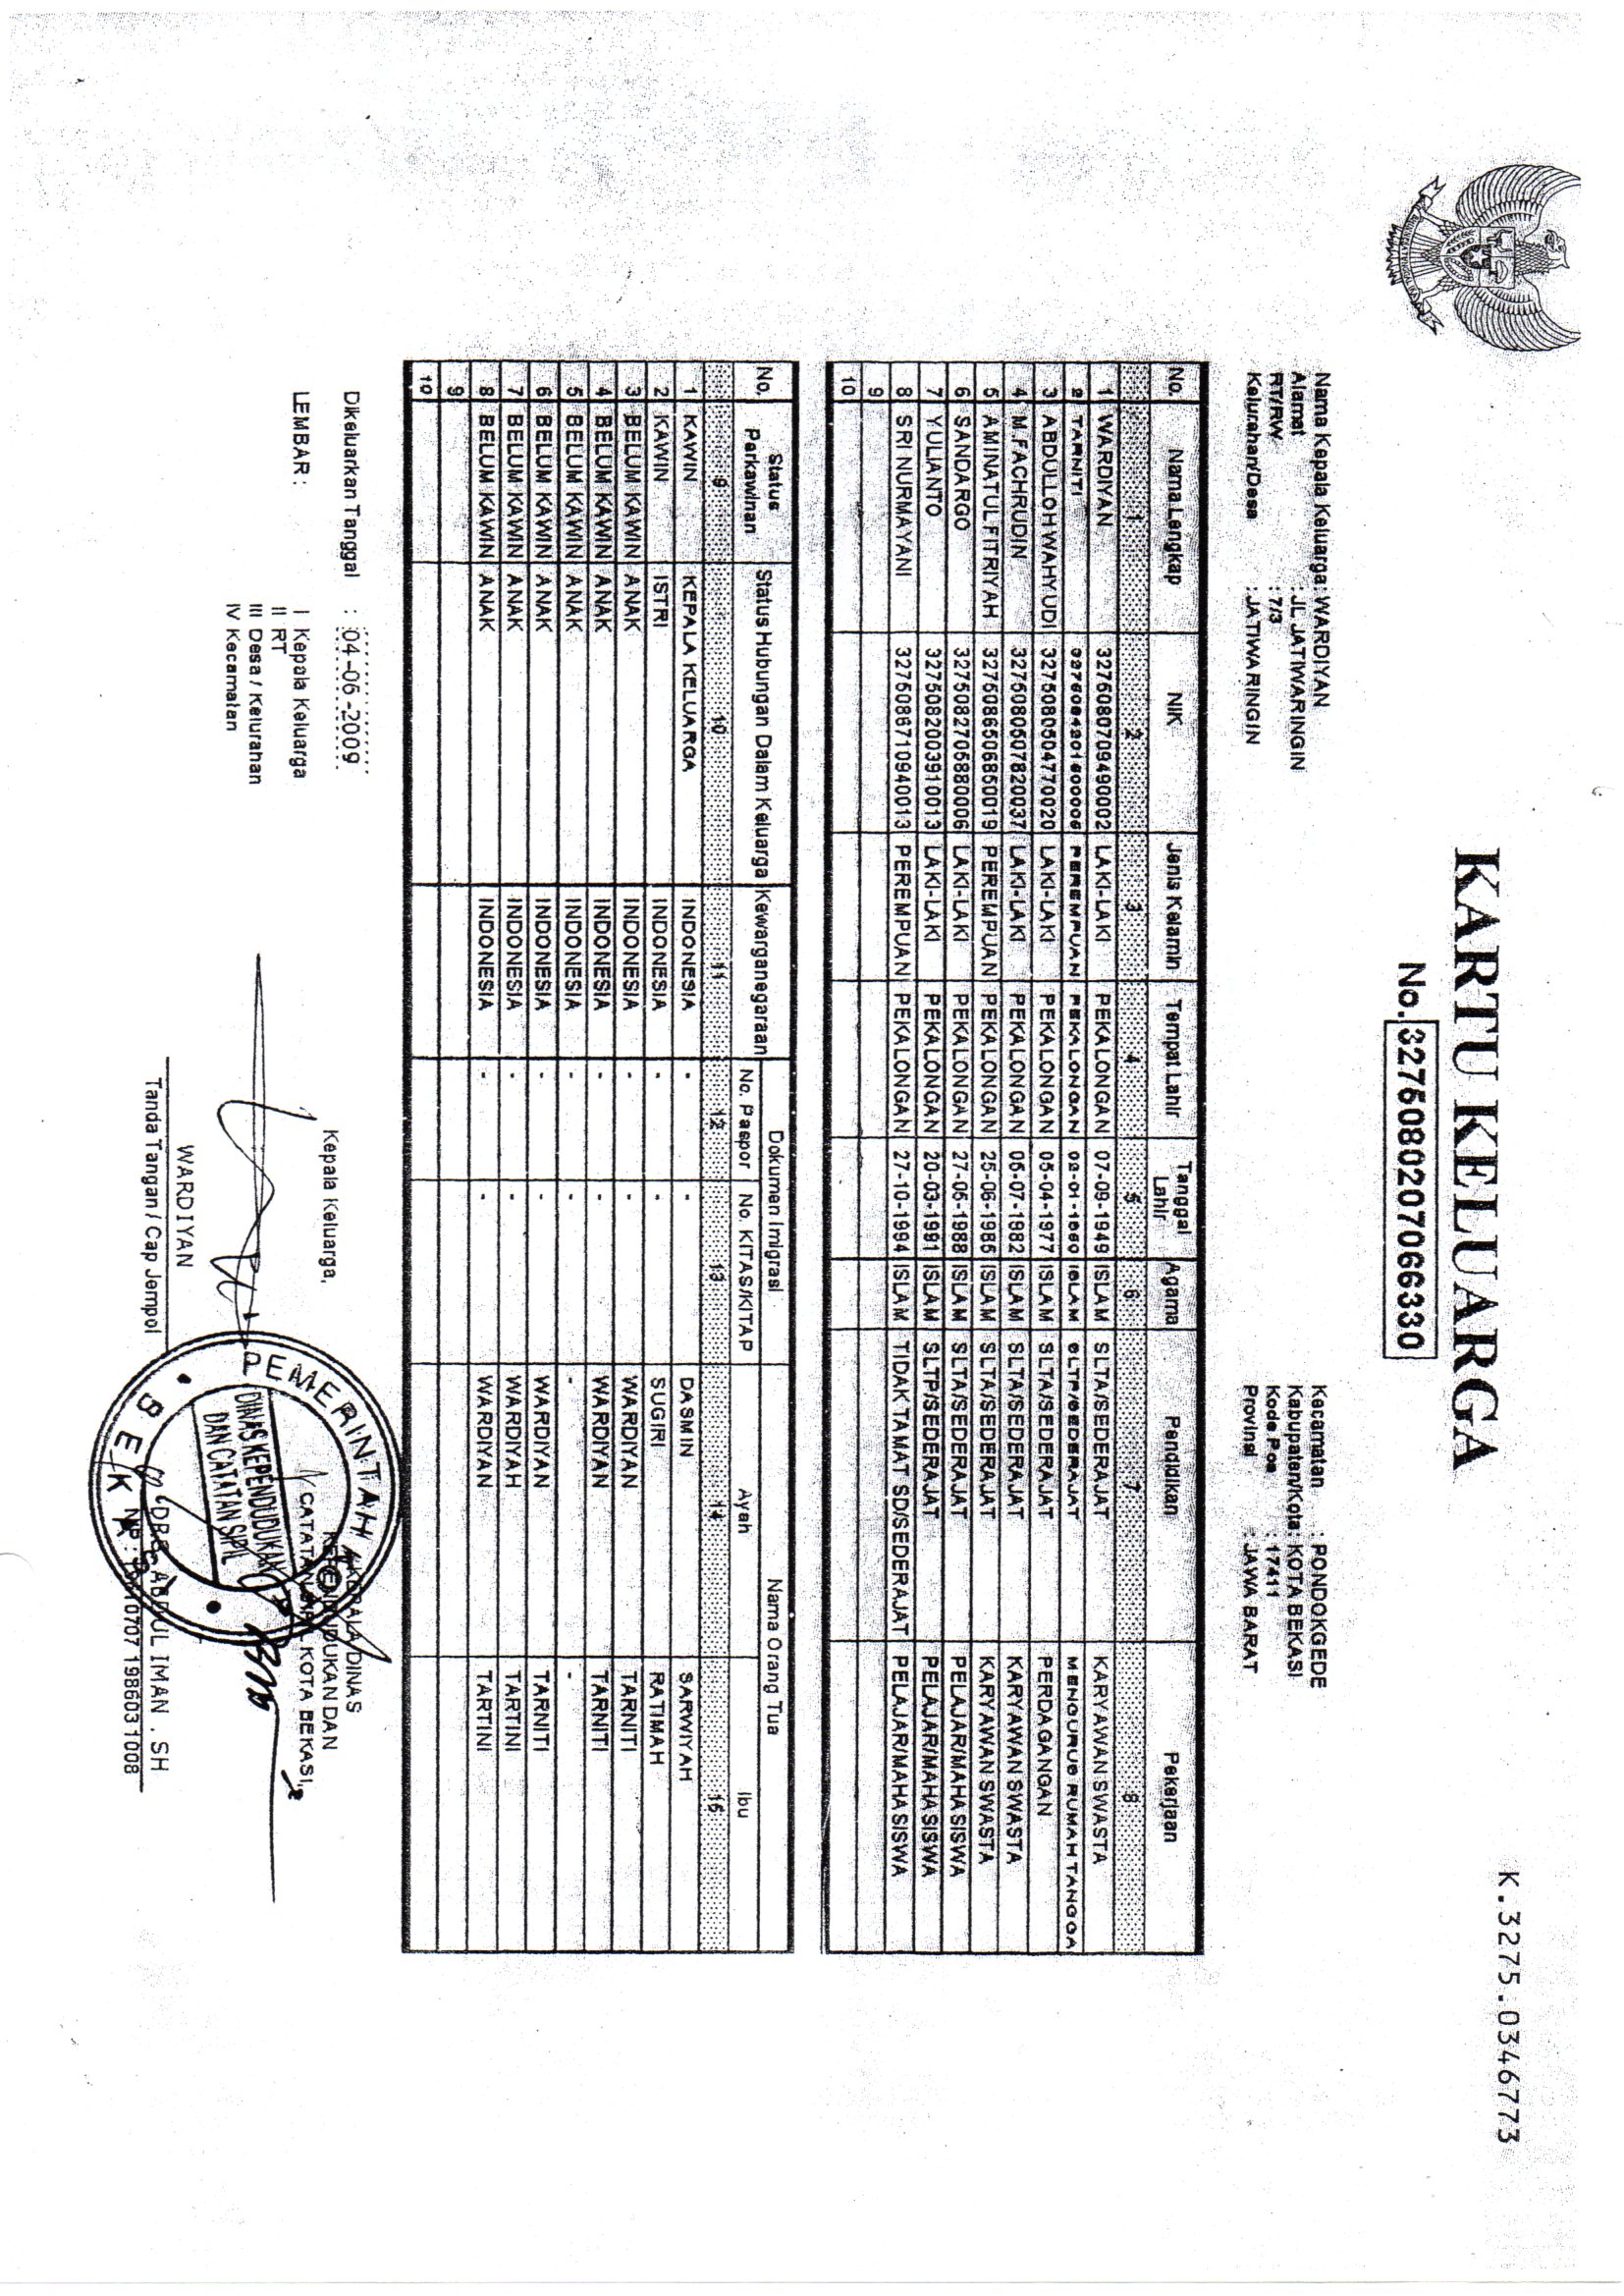 K.3275.0346773
KARTU KELUARGA
No. 3275080207066330
Nama Kepala Keluarga : WARDIYAN
Alamat : JL JATIWARINGIN
RT/RW : 7/3
Kelurahan/Desa : JATIWARINGIN
Kecamatan : PONDOKGEDE
Kabupaten/Kota : KOTA BEKASI
Kode Pos : 17411
Provinsi : JAWA BARAT
No. Nama Lengkap NIK Jenis Kelamin Tempat Lahir Tanggal Lahir Agama Pendidikan Pekerjaan
1 2 3 4 5 6 7 8
1 WARDIYAN 3275080709490002 LAKI-LAKI PEKALONGAN 07-09-1949 ISLAM SLTA/SEDERAJAT KARYAWAN SWASTA
2 TARNITI PEREMPUAN PEKALONGAN ISLAM SLTP/SEDERAJAT MENGURUS RUMAH TANGGA
3 ABDULLOH WAHYUDI 3275080504770020 LAKI-LAKI PEKALONGAN 05-04-1977 ISLAM SLTA/SEDERAJAT PERDAGANGAN
4 M.FACHRUDIN 3275080507820037 LAKI-LAKI PEKALONGAN 05-07-1982 ISLAM SLTA/SEDERAJAT KARYAWAN SWASTA
5 AMINATUL FITRIYAH 3275086506850019 PEREMPUAN PEKALONGAN 25-06-1985 ISLAM SLTA/SEDERAJAT KARYAWAN SWASTA
6 SANDARGO 3275082705880006 LAKI-LAKI PEKALONGAN 27-05-1988 ISLAM SLTA/SEDERAJAT PELAJAR/MAHASISWA
7 YULIANTO 3275082003910013 LAKI-LAKI PEKALONGAN 20-03-1991 ISLAM SLTP/SEDERAJAT PELAJAR/MAHASISWA
8 SRI NURMAYANI 3275086710940013 PEREMPUAN PEKALONGAN 27-10-1994 ISLAM TIDAK TAMAT SD/SEDERAJAT PELAJAR/MAHASISWA
9
10
No. Status Perkawinan Status Hubungan Dalam Keluarga Kewarganegaraan Dokumen Imigrasi Nama Orang Tua
No. Paspor No. KITAS/KITAP Ayah Ibu
9 10 11 12 13 14 15
1 KAWIN KEPALA KELUARGA INDONESIA - - DASMIN SARWIYAH
2 KAWIN ISTRI INDONESIA - - SUGIRI RATIMAH
3 BELUM KAWIN ANAK INDONESIA - - WARDIYAN TARNITI
4 BELUM KAWIN ANAK INDONESIA - - WARDIYAN TARNITI
5 BELUM KAWIN ANAK INDONESIA - - - -
6 BELUM KAWIN ANAK INDONESIA - - WARDIYAN TARNITI
7 BELUM KAWIN ANAK INDONESIA - - WARDIYAH TARTINI
8 BELUM KAWIN ANAK INDONESIA - - WARDIYAN TARTINI
9
10
Dikeluarkan Tanggal : 04-06-2009
LEMBAR : I Kepala Keluarga
II RT
III Desa / Kelurahan
IV Kecamatan
Kepala Keluarga,
WARDIYAN
Tanda Tangan / Cap Jempol
KEPALA DINAS
KEPENDUDUKAN DAN
CATATAN SIPIL KOTA BEKASI,
PEMERINTAH KOTA
DINAS KEPENDUDUKAN
DAN CATATAN SIPIL
BEKASI
DRS. ABDUL IMAN . SH
NIP : 19610707 198603 1008